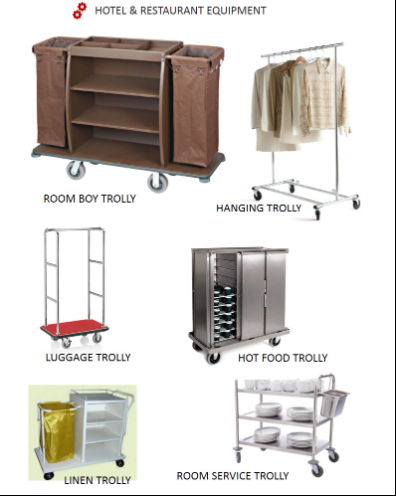 HOTEL & RESTAURANT EQUIPMENT
ROOM BOY TROLLY
HANGING TROLLY
LUGGAGE TROLLY
HOT FOOD TROLLY
LINEN TROLLY
ROOM SERVICE TROLLY